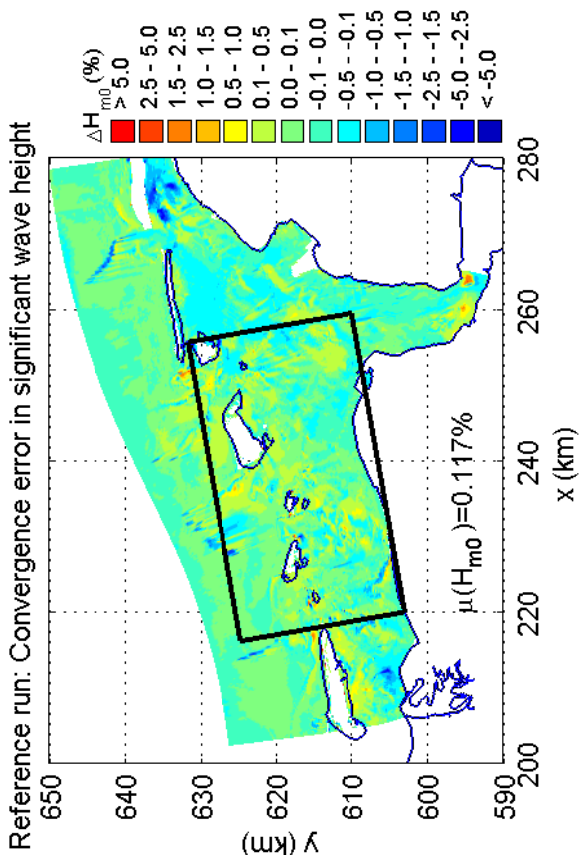 Reference run: Convergence error in significant wave height
ΔHm0(%)
> 5.0
2.5 - 5.0
1.5 - 2.5
1.0 - 1.5
0.5 - 1.0
0.1 - 0.5
0.0 - 0.1
-0.1 - 0.0
-0.5 - -0.1
-1.0 - -0.5
-1.5 - -1.0
-2.5 - -1.5
-5.0 - -2.5
< -5.0
650
640
630
620
610
600
590
y (km)
μ(Hm0)=0.117%
200
220
240
260
280
x (km)